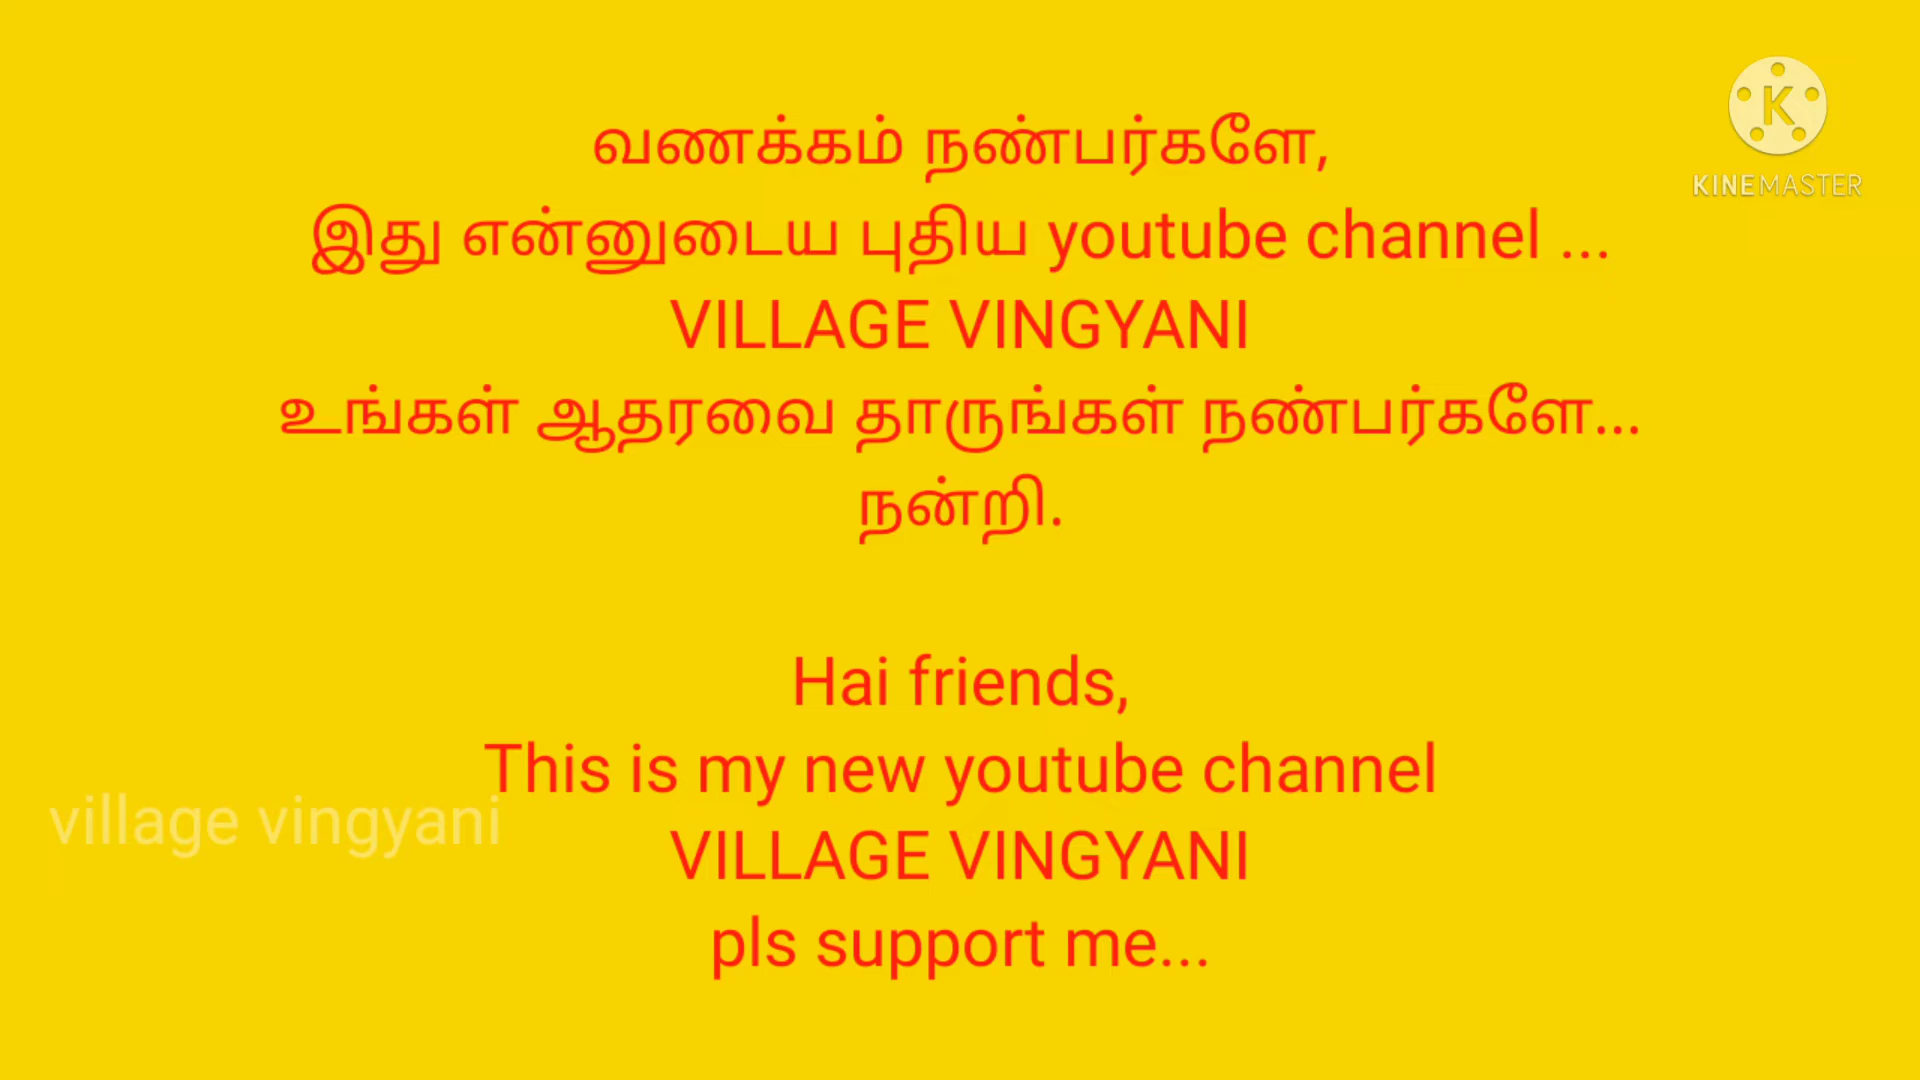 வணக்கம் நண்பர்களே,
இது என்னுடைய புதிய youtube channel ...
VILLAGE VINGYANI
உங்கள் ஆதரவை தாருங்கள் நண்பர்களே...
நன்றி.
Hai friends,
This is my new youtube channel
VILLAGE VINGYANI
pls support me...
village vingyani
K
KINEMASTER